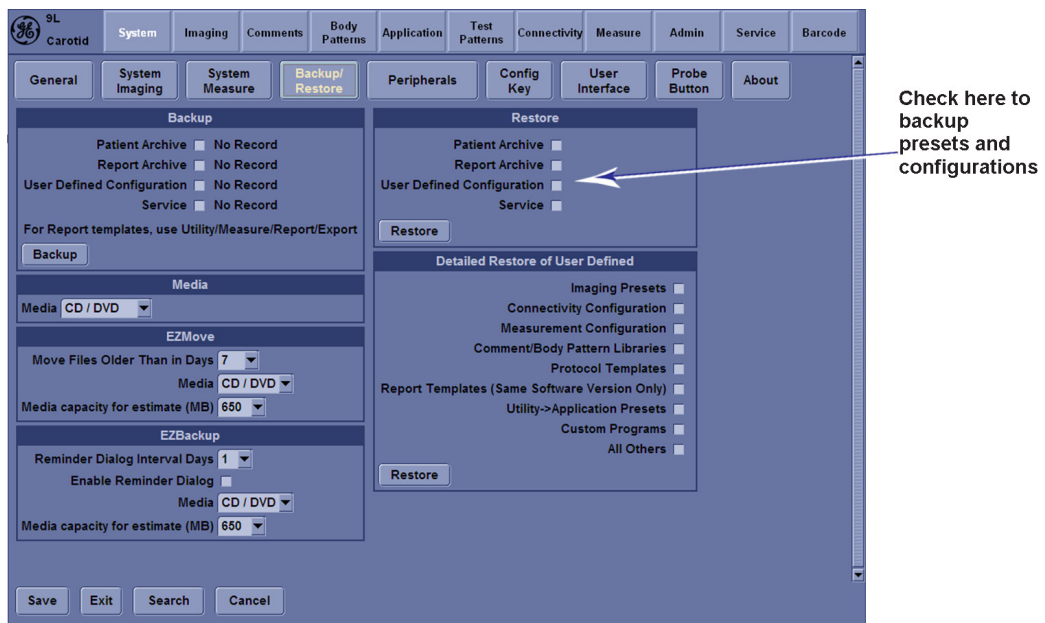 9L
Carotid
System
Imaging
Comments
Body
Patterns
Application
Test
Patterns
Connectivity
Measure
Admin
Service
Barcode
General
System
Imaging
System
Measure
Backup/
Restore
Peripherals
Config
Key
User
Interface
Probe
Button
About
Backup
Patient Archive No Record
Report Archive No Record
User Defined Configuration No Record
Service No Record
For Report templates, use Utility/Measure/Report/Export
Backup
Media
Media CD / DVD
EZMove
Move Files Older Than in Days 7
Media CD / DVD
Media capacity for estimate (MB) 650
EZBackup
Reminder Dialog Interval Days 1
Enable Reminder Dialog
Media CD / DVD
Media capacity for estimate (MB) 650
Restore
Patient Archive
Report Archive
User Defined Configuration
Service
Restore
Detailed Restore of User Defined
Imaging Presets
Connectivity Configuration
Measurement Configuration
Comment/Body Pattern Libraries
Protocol Templates
Report Templates (Same Software Version Only)
Utility->Application Presets
Custom Programs
All Others
Restore
Check here to
backup
presets and
configurations
Save
Exit
Search
Cancel